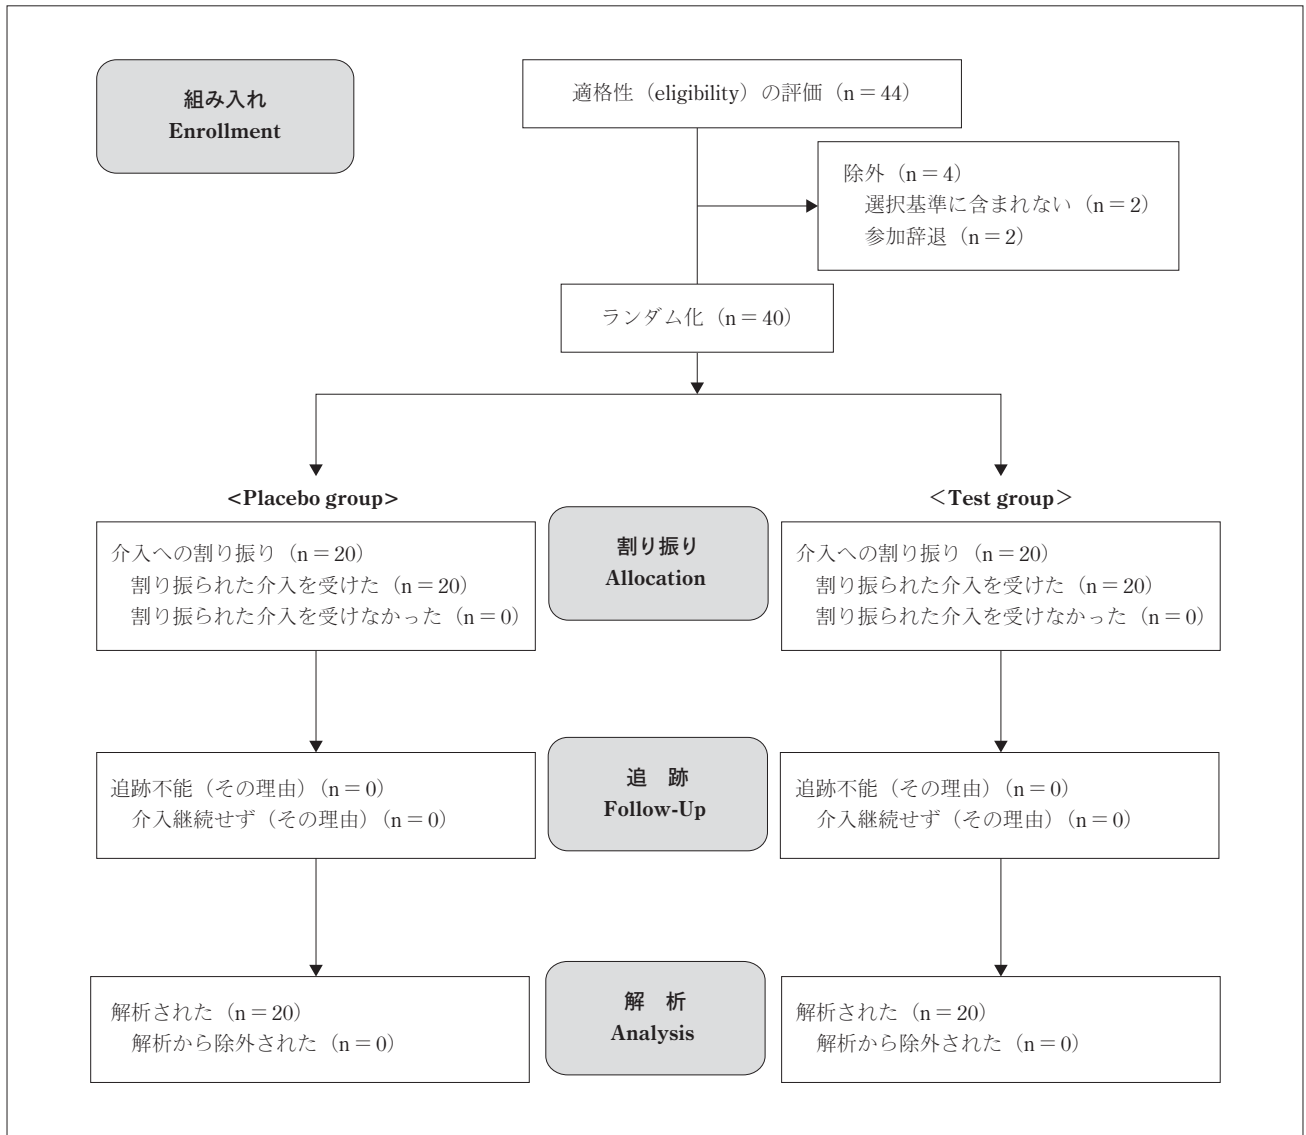 組み入れ
Enrollment
適格性（eligibility）の評価（n = 44）
除外（n = 4）
選択基準に含まれない（n = 2）
参加辞退（n = 2）
ランダム化（n = 40）
<Placebo group>
介入への割り振り（n = 20）
割り振られた介入を受けた（n = 20）
割り振られた介入を受けなかった（n = 0）
割り振り
Allocation
＜Test group＞
介入への割り振り（n = 20）
割り振られた介入を受けた（n = 20）
割り振られた介入を受けなかった（n = 0）
追跡不能（その理由）（n = 0）
介入継続せず（その理由）（n = 0）
追　跡
Follow-Up
追跡不能（その理由）（n = 0）
介入継続せず（その理由）（n = 0）
解析された（n = 20）
解析から除外された（n = 0）
解　析
Analysis
解析された（n = 20）
解析から除外された（n = 0）